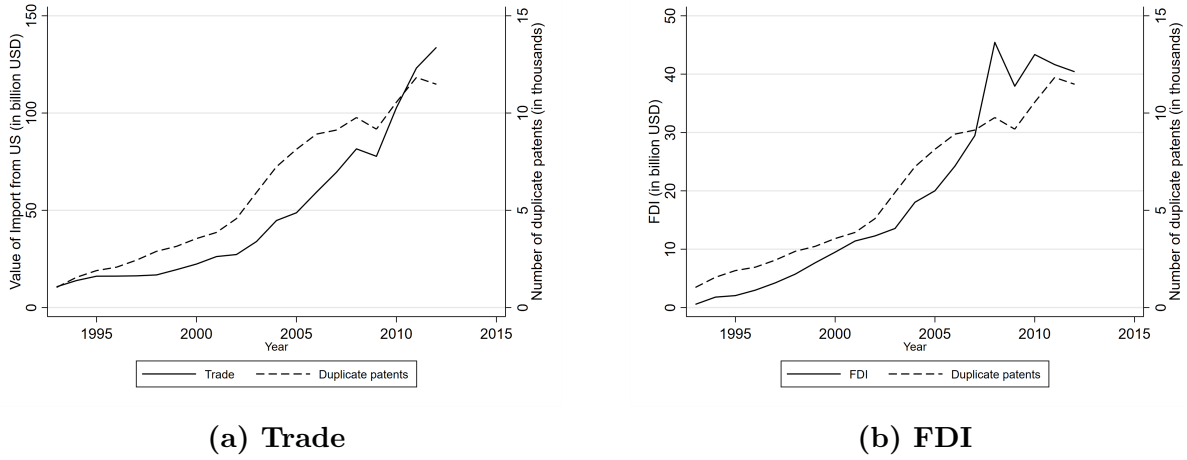 Value of Import from US (in billion USD)
0
50
100
150
Number of duplicate patents (in thousands)
0
5
10
15
1995
2000
2005
2010
2015
Year
Trade
Duplicate patents
(a) Trade
FDI (in billion USD)
0
10
20
30
40
50
Number of duplicate patents (in thousands)
0
5
10
15
1995
2000
2005
2010
2015
Year
FDI
Duplicate patents
(b) FDI